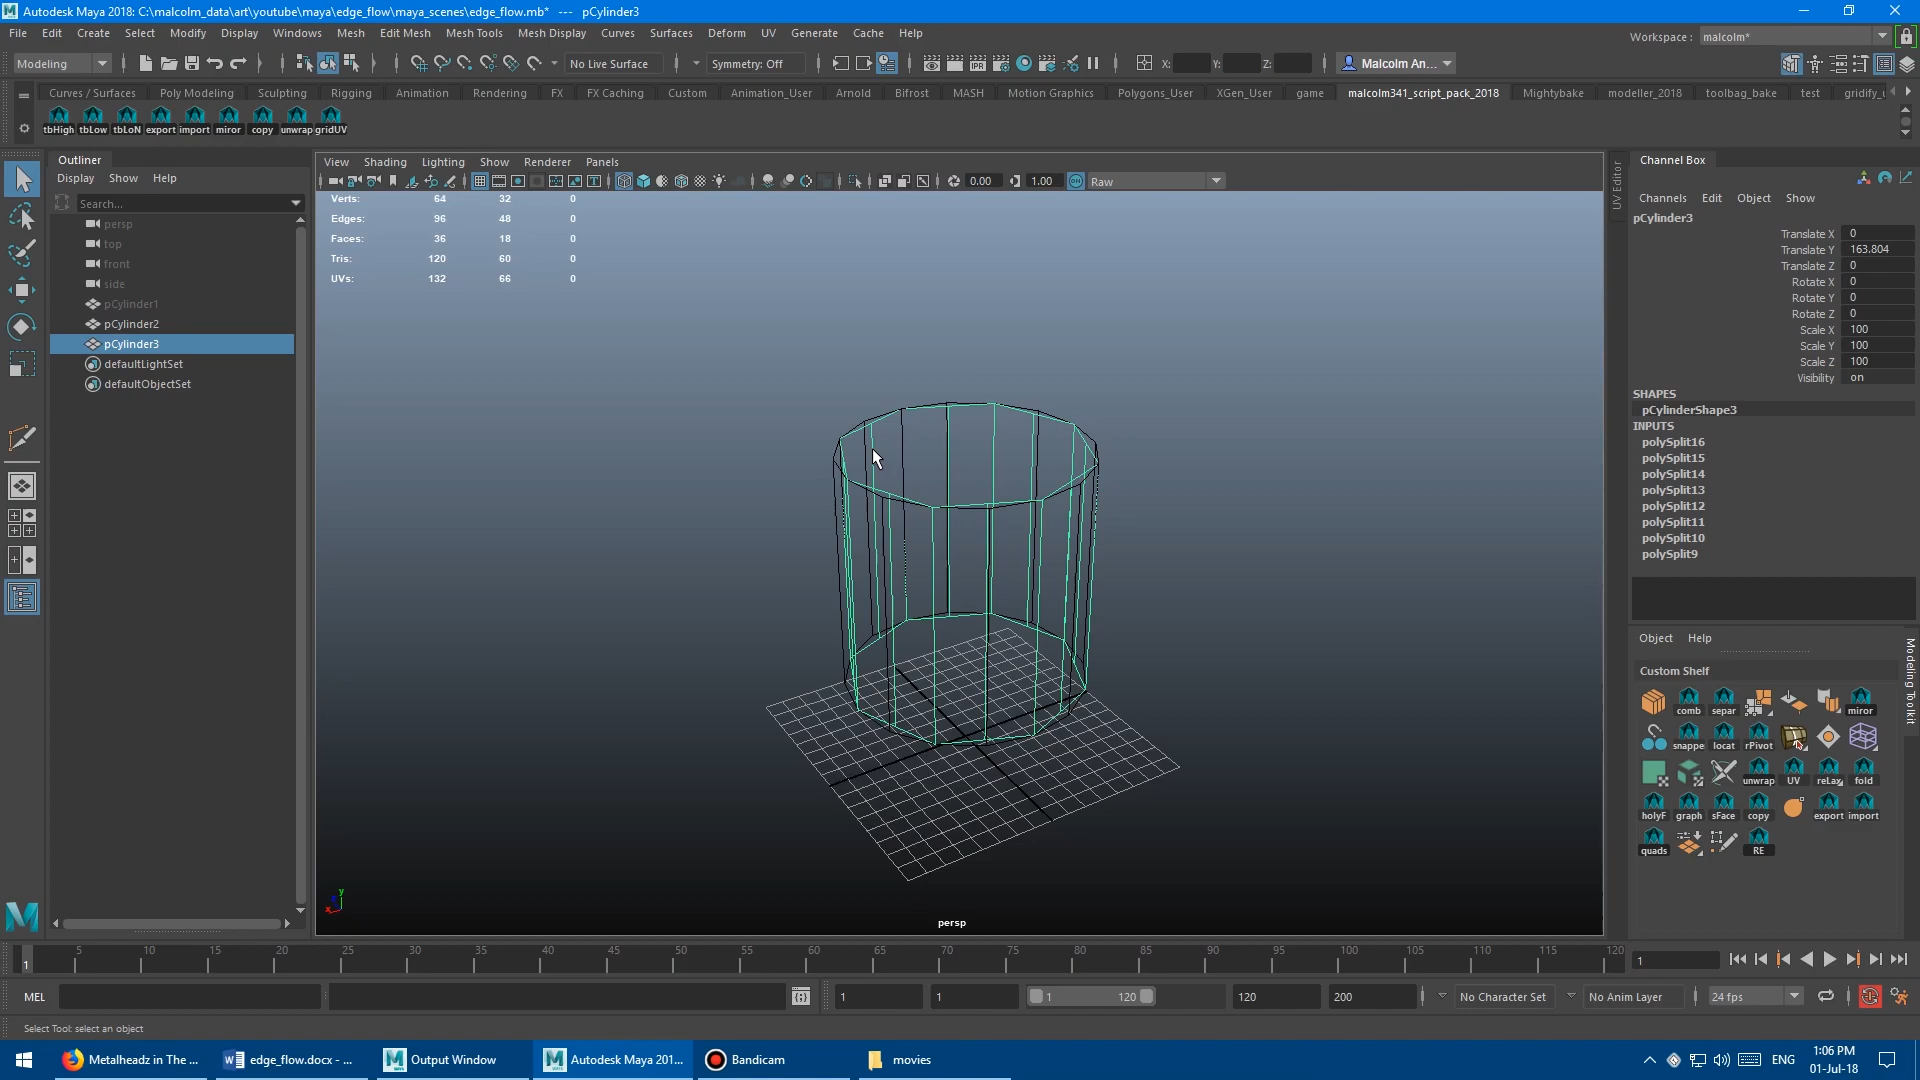 Autodesk Maya 2018: C:\malcolm_data\art\youtube\maya\edge_flow\maya_scenes\edge_flow.mb* --- pCylinder3
File Edit Create Select Modify Display Windows Mesh Edit Mesh Mesh Tools Mesh Display Curves Surfaces Deform UV Generate Cache Help
Workspace : malcolm*
Modeling No Live Surface Symmetry: Off X: Y: Z: Malcolm An...
Curves / Surfaces Poly Modeling Sculpting Rigging Animation Rendering FX FX Caching Custom Animation_User Arnold Bifrost MASH Motion Graphics Polygons_User XGen_User game malcolm341_script_pack_2018 Mightybake modeller_2018 toolbag_bake test gridify_
tbHigh tbLow tbLoN export import miror copy unwrap gridUV
Outliner
Display Show Help
Search...
persp
top
front
side
pCylinder1
pCylinder2
pCylinder3
defaultLightSet
defaultObjectSet
View Shading Lighting Show Renderer Panels
0.00 1.00 Raw
Verts: 64 32 0
Edges: 96 48 0
Faces: 36 18 0
Tris: 120 60 0
UVs: 132 66 0
y
x
persp
UV Editor
Channel Box
Channels Edit Object Show
pCylinder3
Translate X 0
Translate Y 163.804
Translate Z 0
Rotate X 0
Rotate Y 0
Rotate Z 0
Scale X 100
Scale Y 100
Scale Z 100
Visibility on
SHAPES
pCylinderShape3
INPUTS
polySplit16
polySplit15
polySplit14
polySplit13
polySplit12
polySplit11
polySplit10
polySplit9
Object Help
Modeling Toolkit
Custom Shelf
comb separ miror
snappe locat rPivot
unwrap UV reLax fold
holyF graph sFace copy export import
quads RE
1 5 10 15 20 25 30 35 40 45 50 55 60 65 70 75 80 85 90 95 100 105 110 115 120
1
MEL 1 1 1 120 120 200 No Character Set No Anim Layer 24 fps
Select Tool: select an object
Metalheadz in The ... edge_flow.docx - ... Output Window Autodesk Maya 201... Bandicam movies
ENG
1:06 PM
01-Jul-18